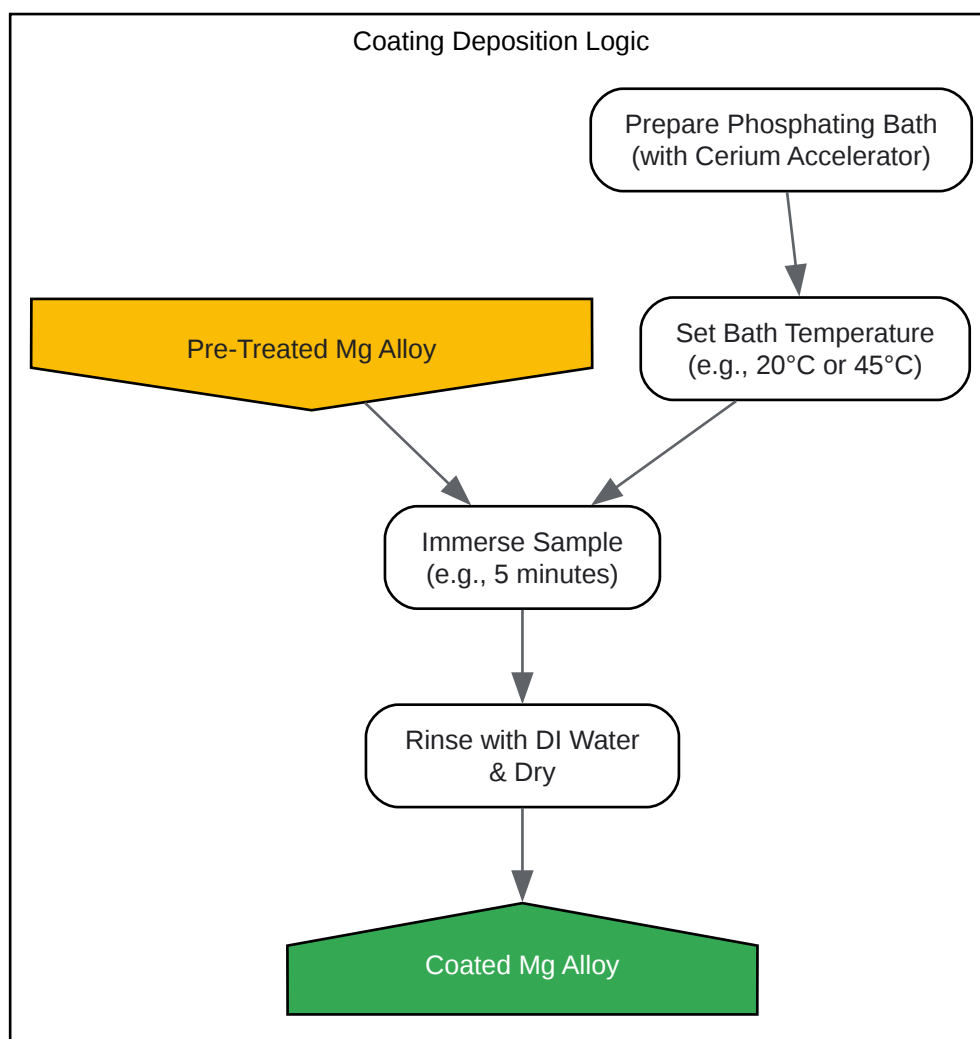 Coating Deposition Logic
Prepare Phosphating Bath
(with Cerium Accelerator)
Pre-Treated Mg Alloy
Set Bath Temperature
(e.g., 20°C or 45°C)
Immerse Sample
(e.g., 5 minutes)
Rinse with DI Water
& Dry
Coated Mg Alloy